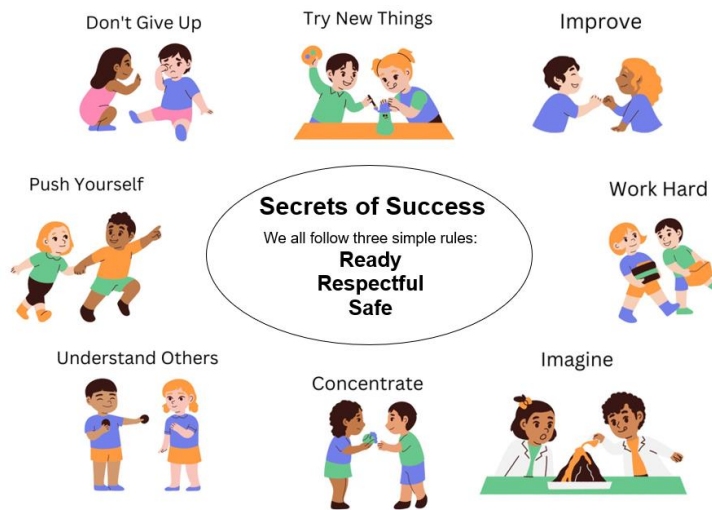 Don't Give Up
Try New Things
Improve
Push Yourself
Secrets of Success
We all follow three simple rules:
Ready
Respectful
Safe
Work Hard
Understand Others
Concentrate
Imagine